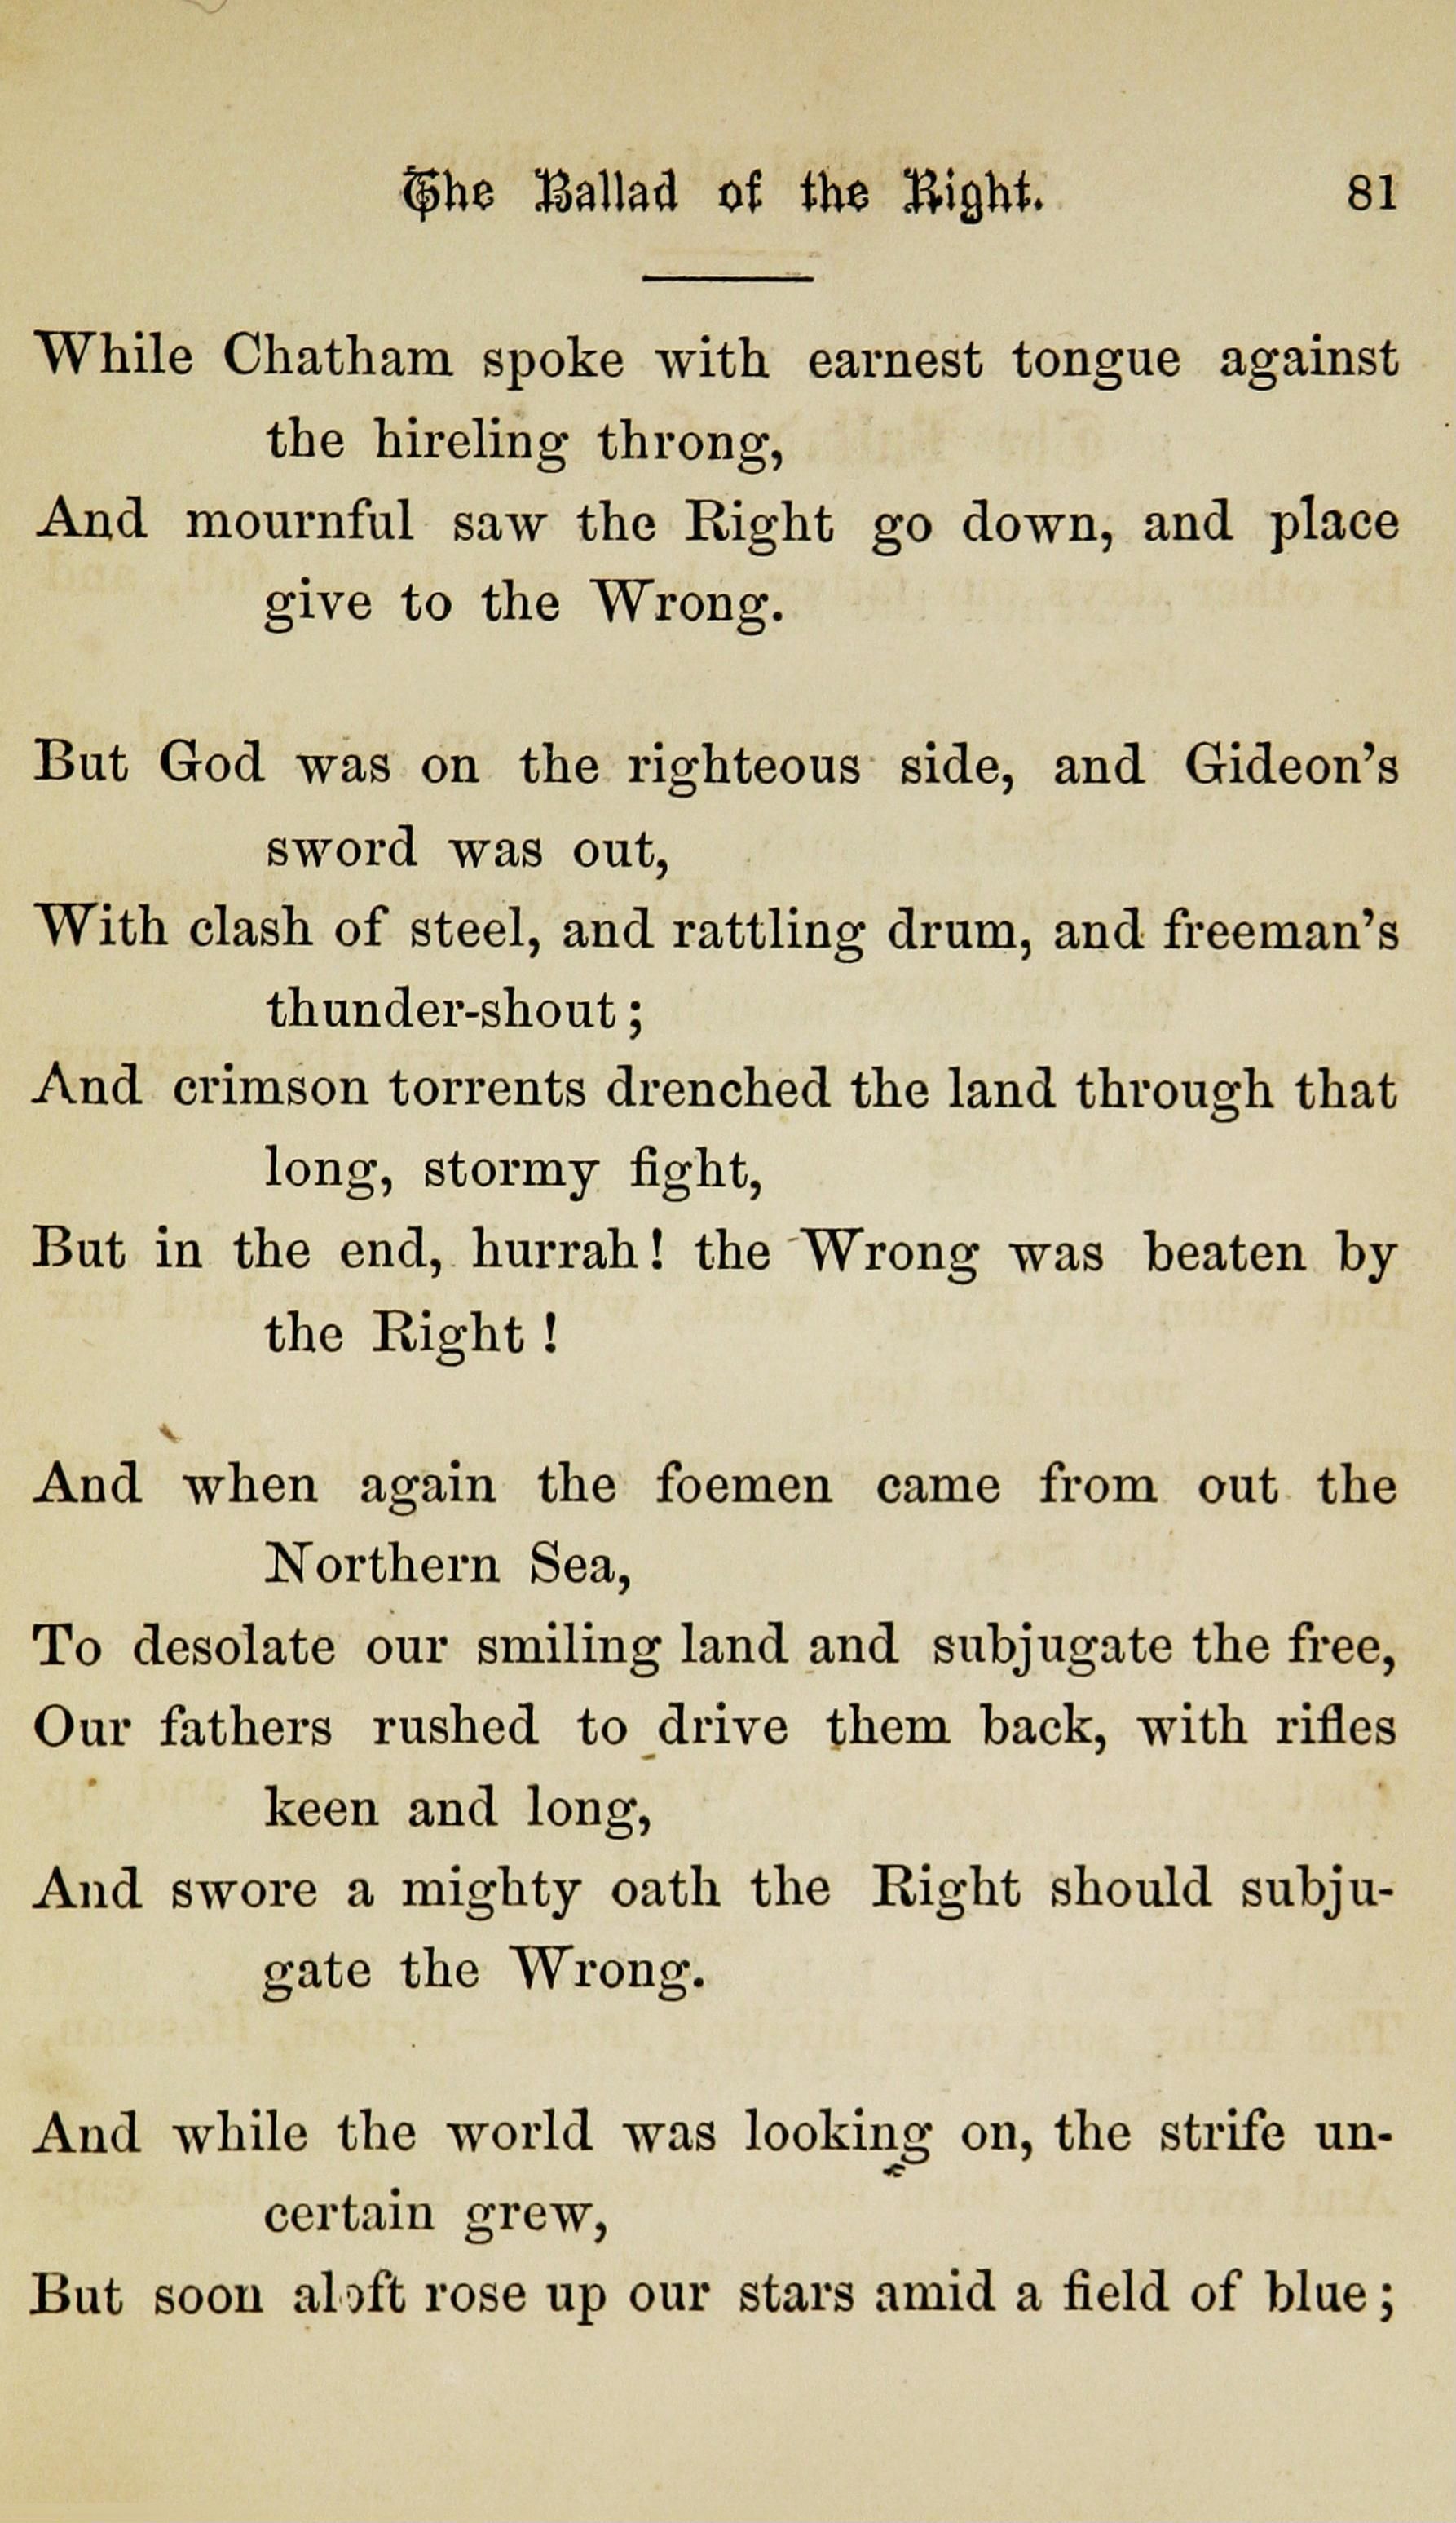 The Ballad of the Right. 81
While Chatham spoke with earnest tongue against
the hireling throng,
And mournful saw the Right go down, and place
give to the Wrong.
But God was on the righteous side, and Gideon's
sword was out,
With clash of steel, and rattling drum, and freeman's
thunder-shout;
And crimson torrents drenched the land through that
long, stormy fight,
But in the end, hurrah! the Wrong was beaten by
the Right!
And when again the foemen came from out the
Northern Sea,
To desolate our smiling land and subjugate the free,
Our fathers rushed to drive them back, with rifles
keen and long,
And swore a mighty oath the Right should subju-
gate the Wrong.
And while the world was looking on, the strife un-
certain grew,
But soon aloft rose up our stars amid a field of blue;